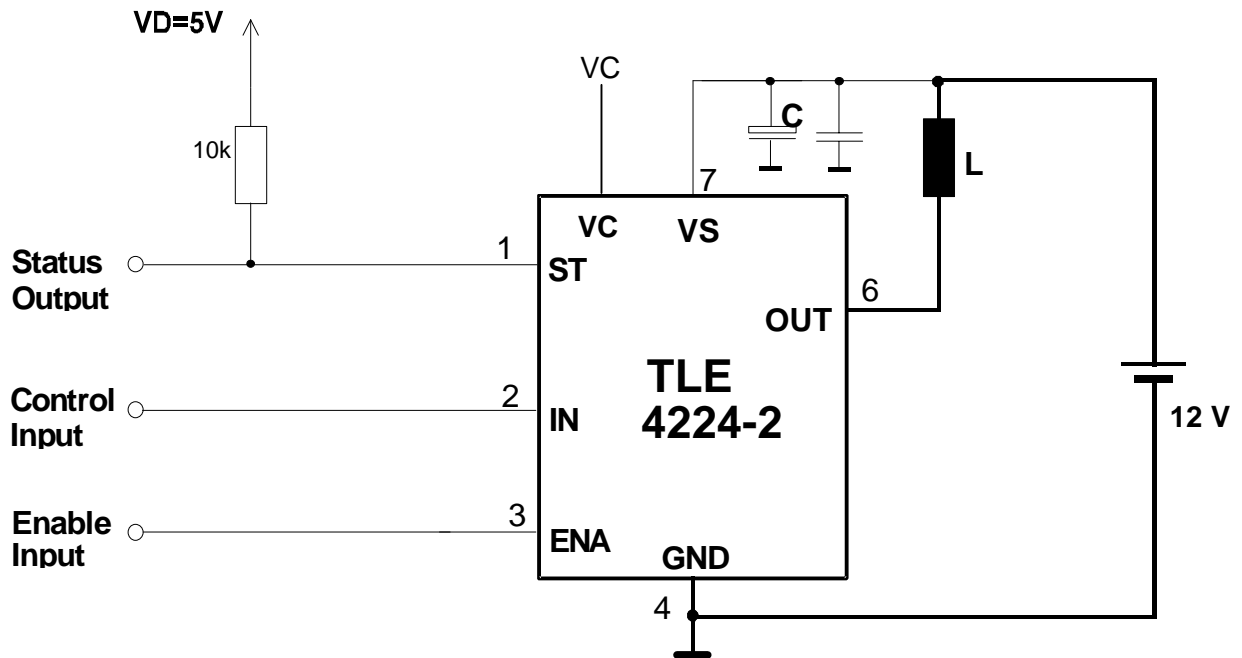 VD=5V
VC
C
10k
7
L
VC
VS
Status
Output
1
ST
6
OUT
TLE
4224-2
Control
Input
2
IN
12 V
Enable
Input
3
ENA
GND
4